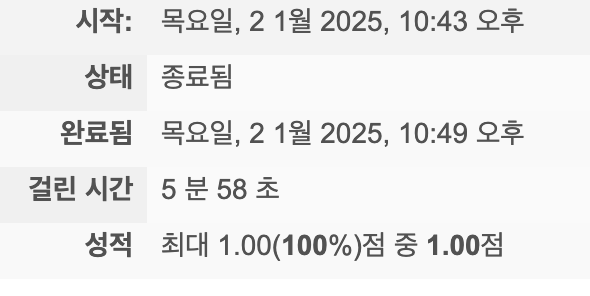 시작: 목요일, 2 1월 2025, 10:43 오후
상태 종료됨
완료됨 목요일, 2 1월 2025, 10:49 오후
걸린 시간 5 분 58 초
성적 최대 1.00(100%)점 중 1.00점